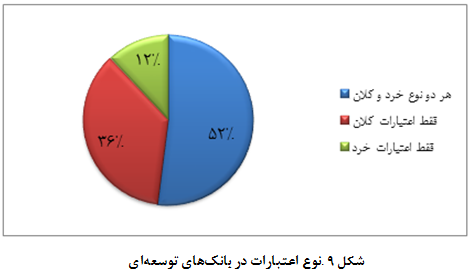 ۱۲٪
۳۶٪
۵۲٪
هر دو نوع خرد و کلان
فقط اعتبارات کلان
فقط اعتبارات خرد
شکل ۹ .نوع اعتبارات در بانک‌های توسعه‌ای